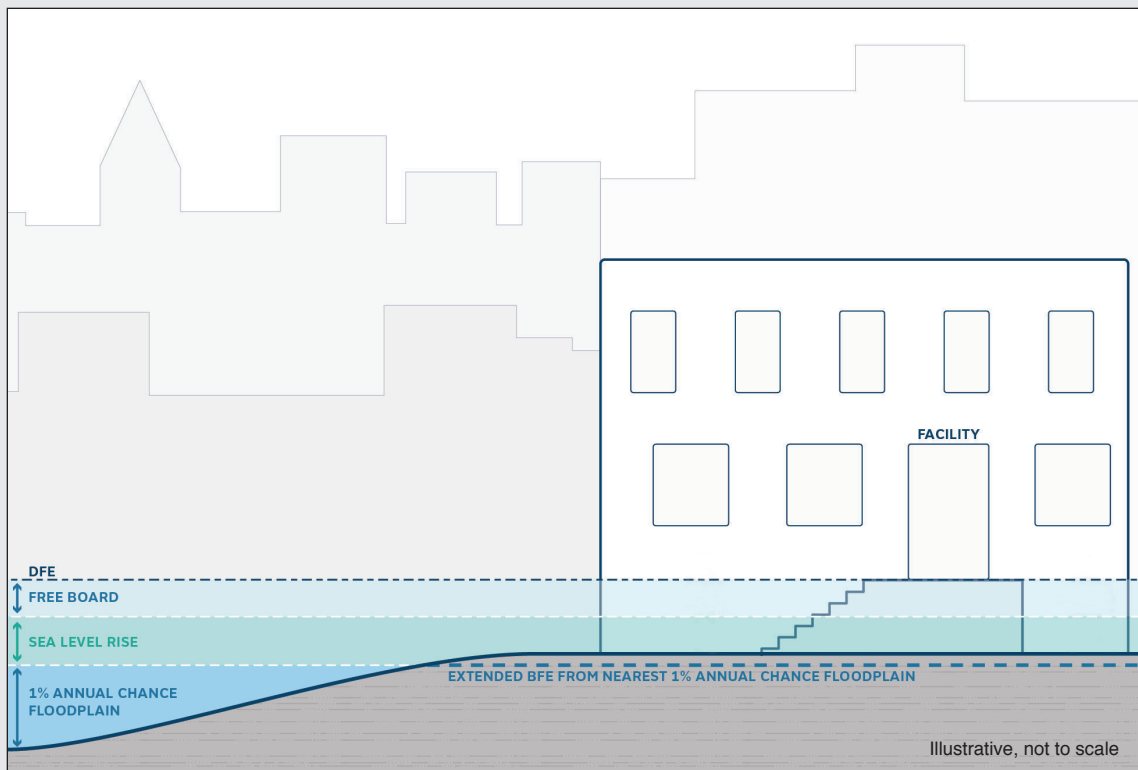 FACILITY
DFE
FREE BOARD
SEA LEVEL RISE
EXTENDED BFE FROM NEAREST 1% ANNUAL CHANCE FLOODPLAIN
1% ANNUAL CHANCE
FLOODPLAIN
Illustrative, not to scale